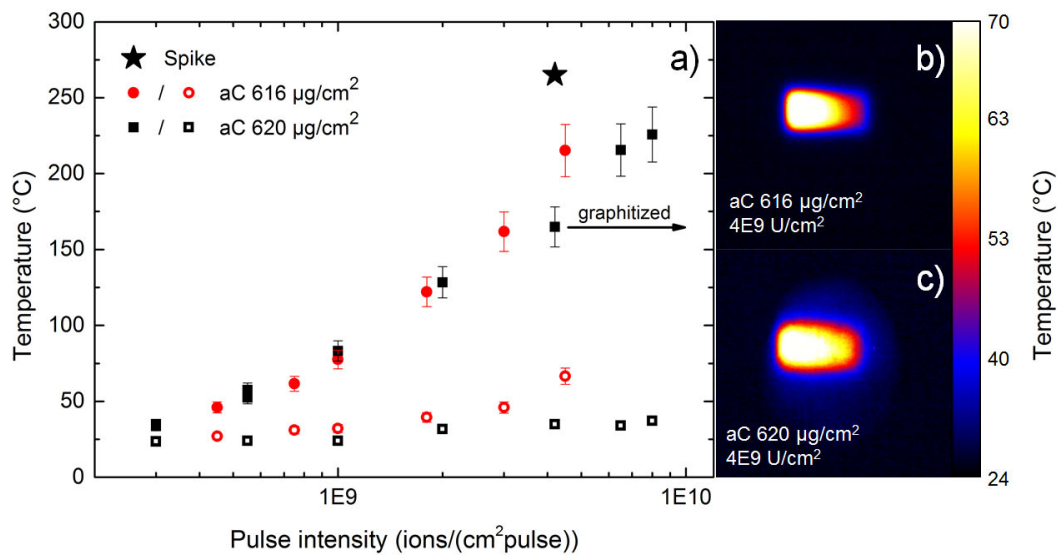 300
250
200
150
100
50
0
Temperature (°C)
1E9
1E10
Pulse intensity (ions/(cm²pulse))
Spike
/ aC 616 µg/cm²
/ aC 620 µg/cm²
a)
graphitized
b)
aC 616 µg/cm²
4E9 U/cm²
c)
aC 620 µg/cm²
4E9 U/cm²
70
63
53
40
24
Temperature (°C)